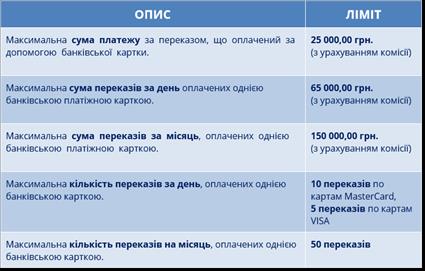 ОПИС
ЛІМІТ
Максимальна сума платежу за переказом, що оплачений за
допомогою банківської картки.
25 000,00 грн.
(з урахуванням комісії)
Максимальна сума переказів за день оплачених однією
банківською платіжною карткою.
65 000,00 грн.
(з урахуванням комісії)
Максимальна сума переказів за місяць, оплачених однією
банківською платіжною карткою.
150 000,00 грн.
(з урахуванням комісії)
Максимальна кількість переказів за день, оплачених однією
банківською карткою.
10 переказів по
картам MasterCard,
5 переказів по картам
VISA
Максимальна кількість переказів на місяць, оплачених однією
банківською карткою.
50 переказів